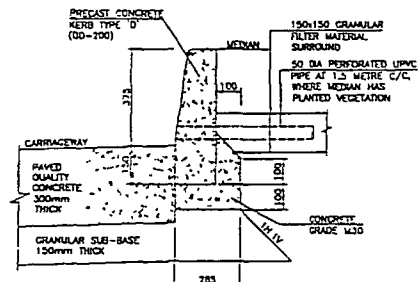 PRECAST CONCRETE
KERB TYPE 'D'
(DD-200)
MEDIAN
150x150 GRANULAR
FILTER MATERIAL
SURROUND
50 DIA PERFORATED UPVC
PIPE AT 1.5 METRE C/C,
WHERE MEDIAN HAS
PLANTED VEGETATION
100
375
CARRIAGEWAY
PAVED
QUALITY
CONCRETE
300mm
THICK
100
100
CONCRETE
GRADE M30
1H 1V
GRANULAR SUB-BASE
150mm THICK
265